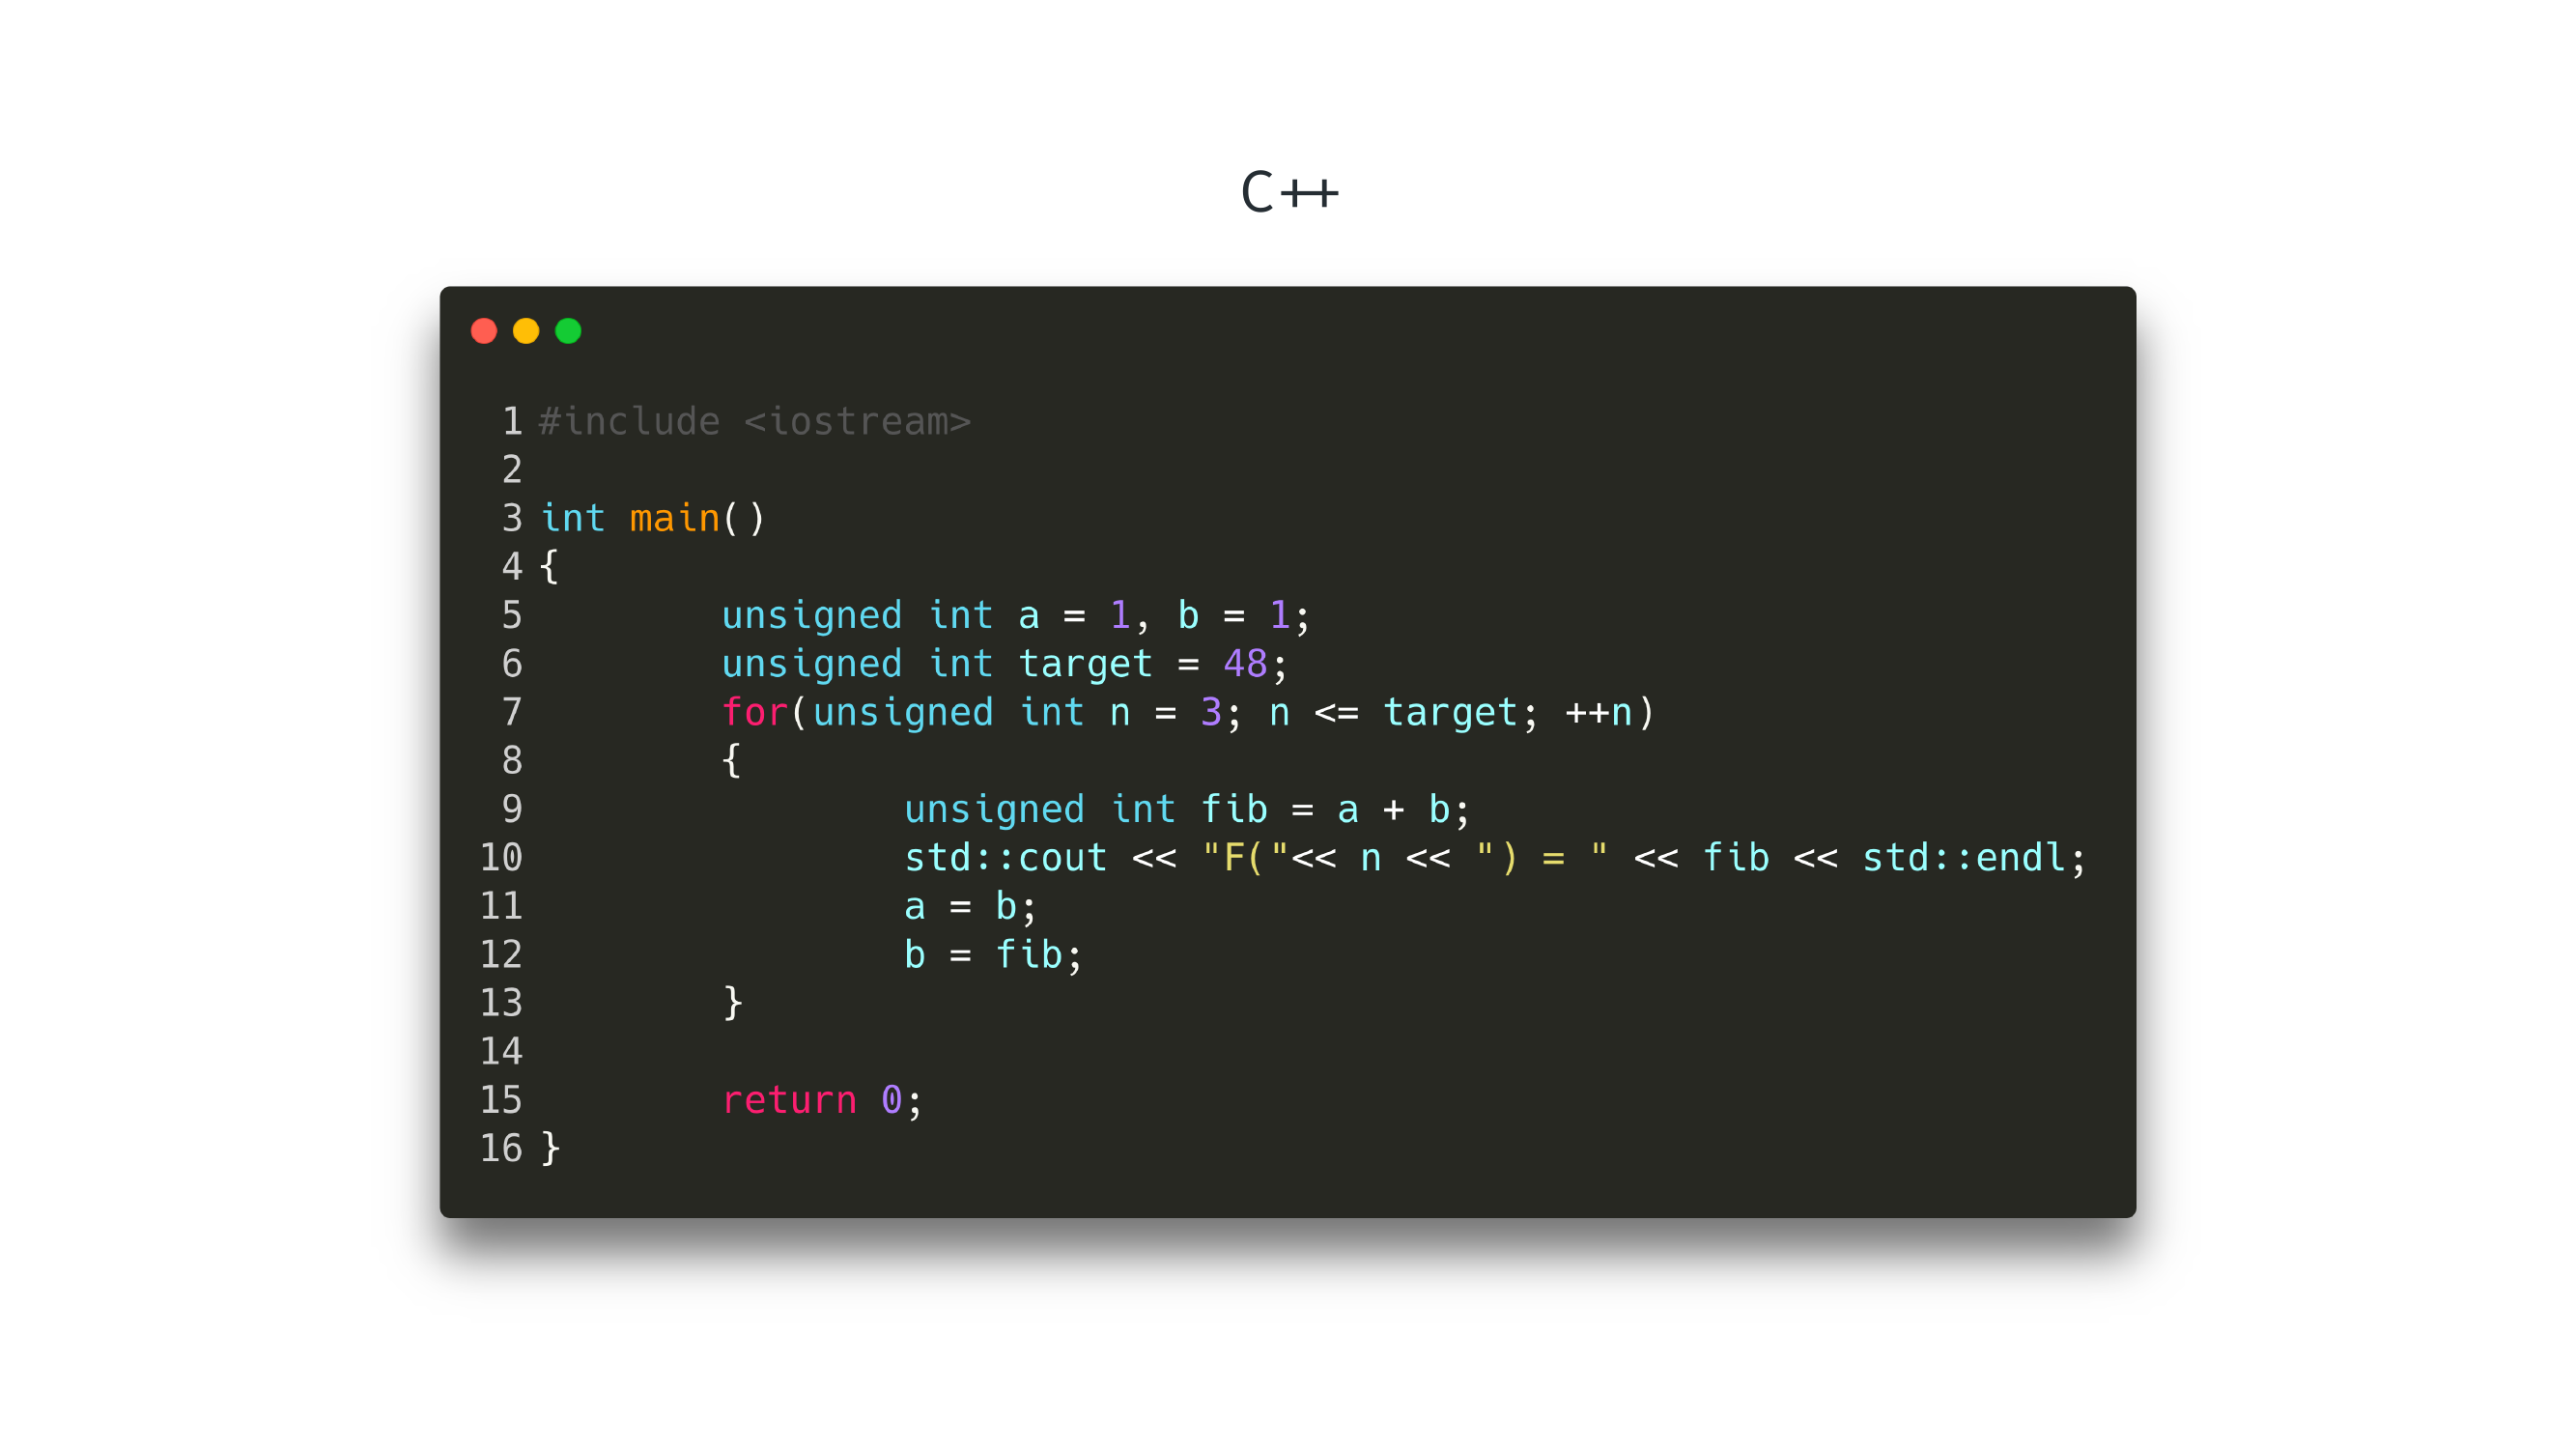 C++
1 #include <iostream>
2
3 int main()
4 {
5         unsigned int a = 1, b = 1;
6         unsigned int target = 48;
7         for(unsigned int n = 3; n <= target; ++n)
8         {
9                 unsigned int fib = a + b;
10                 std::cout << "F("<< n << ") = " << fib << std::endl;
11                 a = b;
12                 b = fib;
13         }
14
15         return 0;
16 }